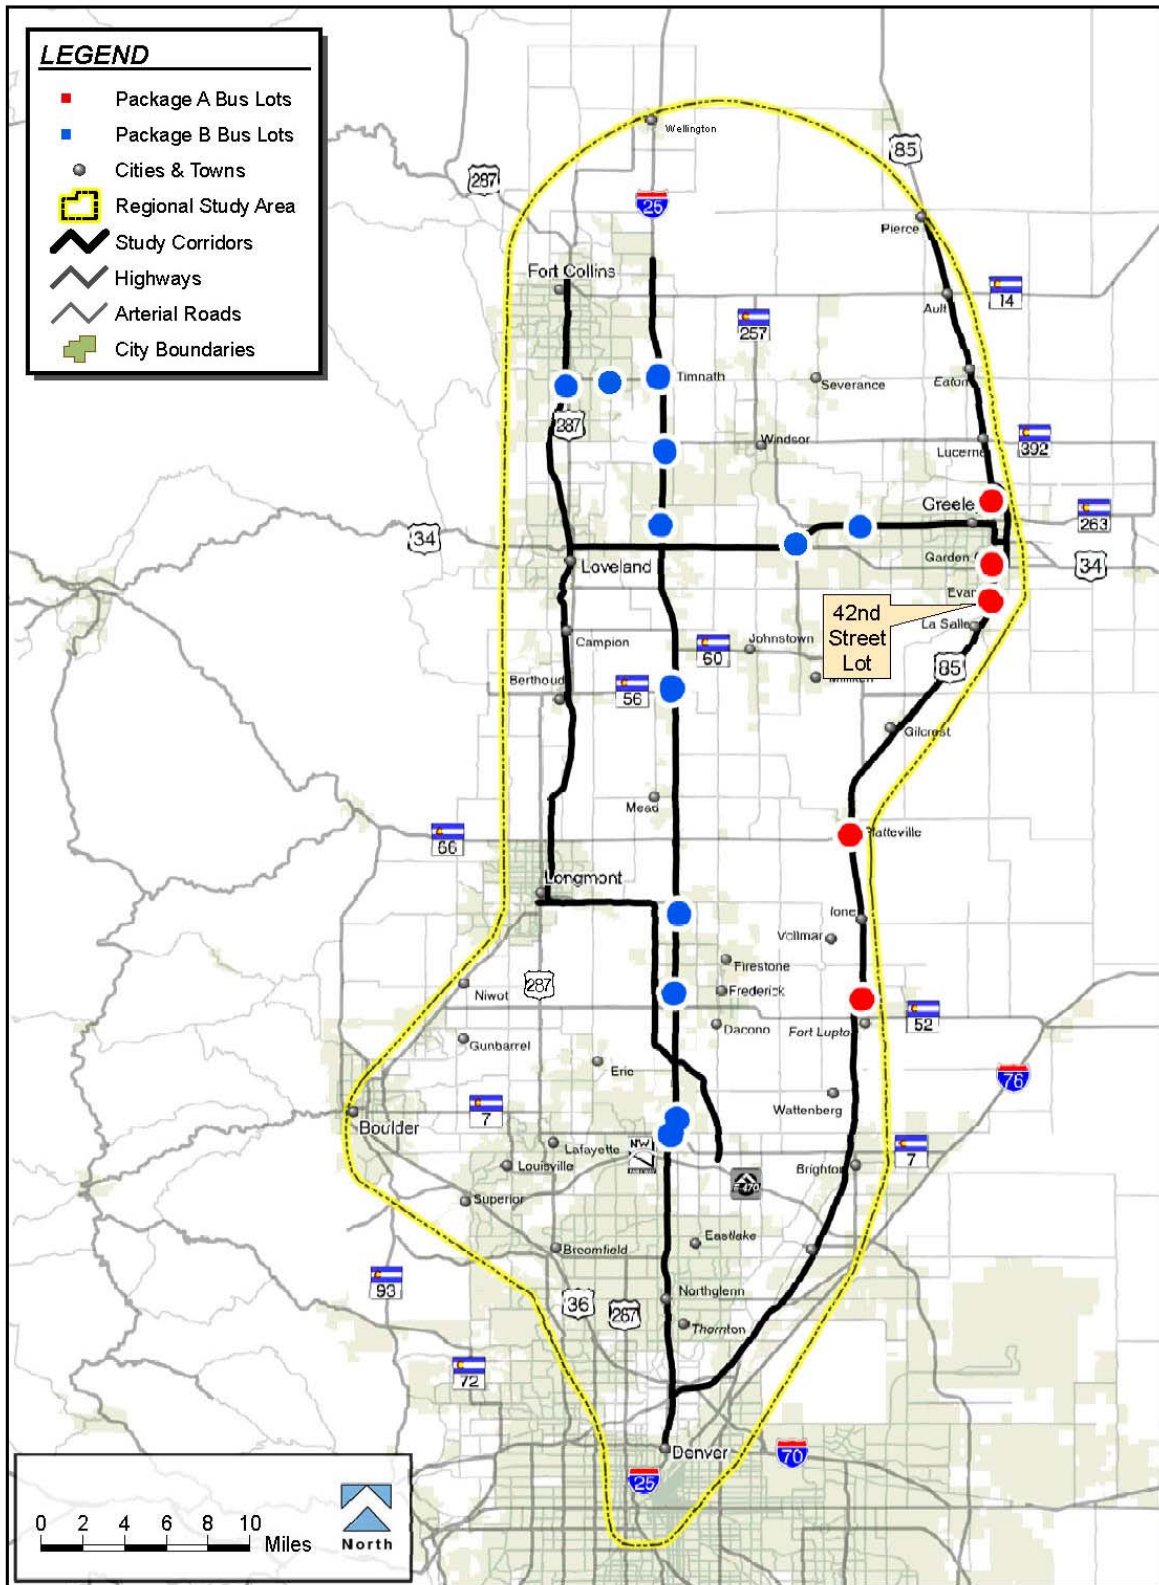 LEGEND
Package A Bus Lots
Package B Bus Lots
Cities & Towns
Regional Study Area
Study Corridors
Highways
Arterial Roads
City Boundaries
Wellington
85
287
25
Pierce
Fort Collins
14
Ault
257
Timnath
Severance
Eaton
287
Windsor
392
Lucerne
Greele
263
34
Garden
34
Loveland
Evan
42nd
Street
Lot
La Salle
Campion
60
Johnstown
85
Berthoud
56
Gilcrest
Mead
66
Platteville
Longmont
Ione
Vollmar
Firestone
287
Niwot
Frederick
52
Dacono
Fort Lupto
Gunbarrel
Erie
76
Wattenberg
7
Boulder
Lafayette
NW
7
Louisville
Brighton
E-470
Superior
Eastlake
Broomfield
93
Northglenn
36
287
Thornton
72
Denver
70
25
0 2 4 6 8 10
Miles
North